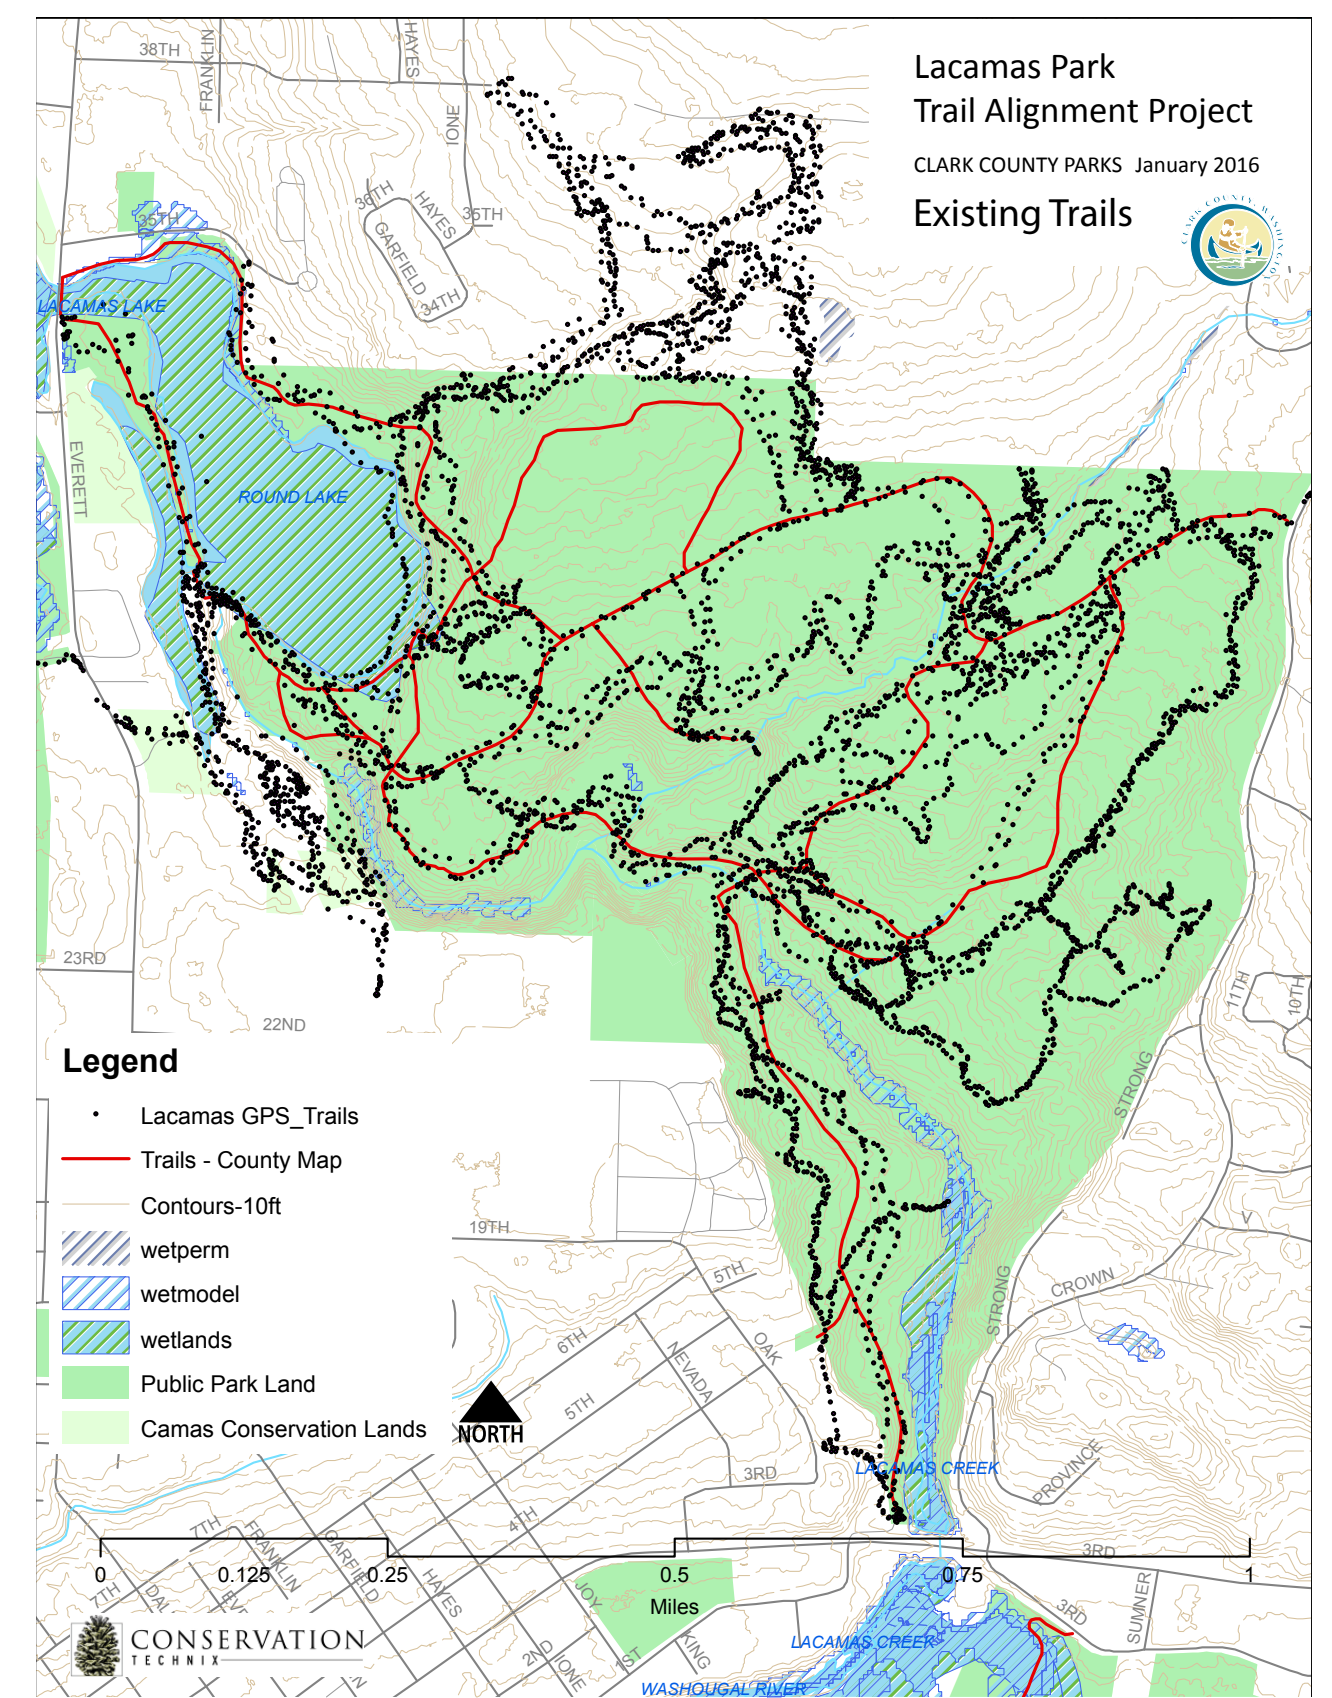 Lacamas Park
Trail Alignment Project
CLARK COUNTY PARKS January 2016
Existing Trails
CLARK COUNTY, WASHINGTON
38TH
FRANKLIN
HAYES
IONE
36TH
HAYES
35TH
GARFIELD
34TH
35TH
LACAMAS LAKE
EVERETT
ROUND LAKE
23RD
22ND
11TH
10TH
STRONG
Legend
Lacamas GPS_Trails
Trails - County Map
Contours-10ft
wetperm
wetmodel
wetlands
Public Park Land
Camas Conservation Lands
NORTH
19TH
5TH
6TH
OAK
NEVADA
5TH
STRONG
CROWN
V
3RD
LACAMAS CREEK
PROVINCE
4TH
7TH
FRANKLIN
GARFIELD
3RD
0
0.125
0.25
0.5
0.75
1
Miles
7TH
HAYES
JOY
KING
3RD
SUMNER
2ND
IONE
1ST
LACAMAS CREEK
WASHOUGAL RIVER
CONSERVATION
TECHNIX
N